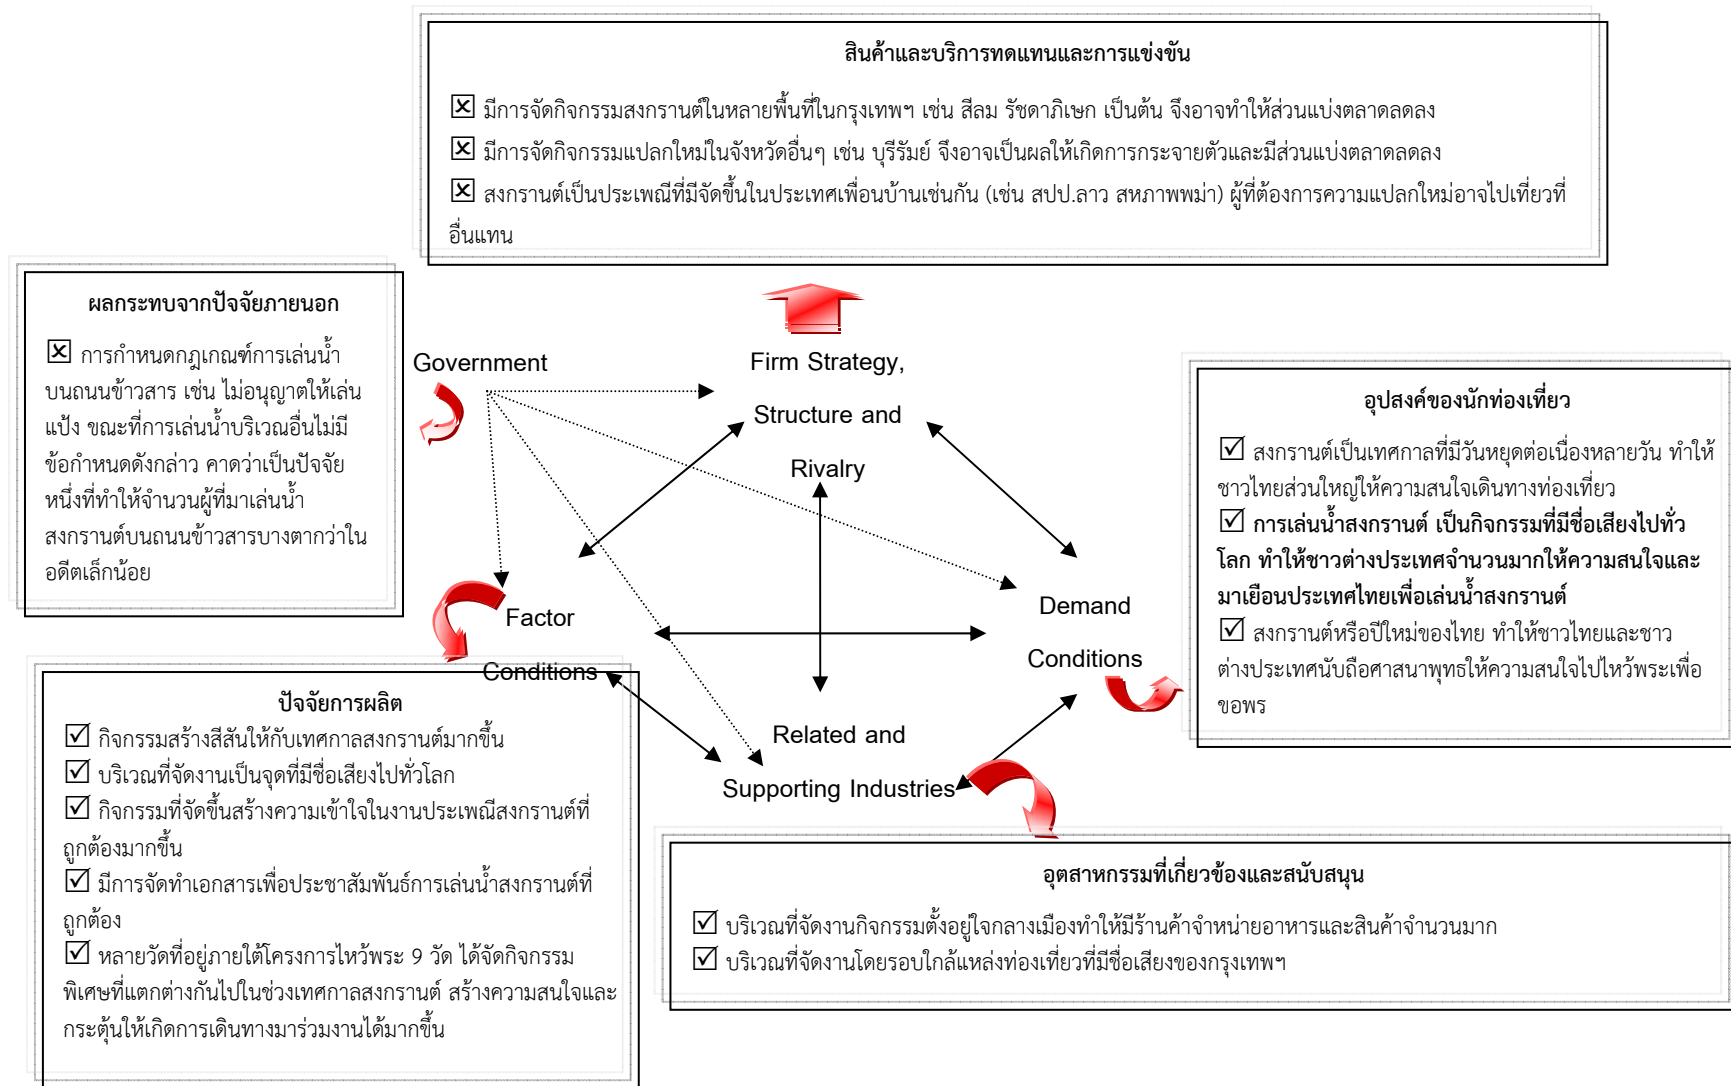 สินค้าและบริการทดแทนและการแข่งขัน
☒ มีการจัดกิจกรรมสงกรานต์ในหลายพื้นที่ในกรุงเทพฯ เช่น สีลม รัชดาภิเษก เป็นต้น จึงอาจทำให้ส่วนแบ่งตลาดลดลง
☒ มีการจัดกิจกรรมแปลกใหม่ในจังหวัดอื่นๆ เช่น บุรีรัมย์ จึงอาจเป็นผลให้เกิดการกระจายตัวและมีส่วนแบ่งตลาดลดลง
☒ สงกรานต์เป็นประเพณีที่มีจัดขึ้นในประเทศเพื่อนบ้านเช่นกัน (เช่น สปป.ลาว สหภาพพม่า) ผู้ที่ต้องการความแปลกใหม่อาจไปเที่ยวที่
อื่นแทน
ผลกระทบจากปัจจัยภายนอก
☒ การกำหนดกฎเกณฑ์การเล่นน้ำ
บนถนนข้าวสาร เช่น ไม่อนุญาตให้เล่น
แป้ง ขณะที่การเล่นน้ำบริเวณอื่นไม่มี
ข้อกำหนดดังกล่าว คาดว่าเป็นปัจจัย
หนึ่งที่ทำให้จำนวนผู้ที่มาเล่นน้ำ
สงกรานต์บนถนนข้าวสารบางตากว่าใน
อดีตเล็กน้อย
Government
Firm Strategy,
Structure and
Rivalry
อุปสงค์ของนักท่องเที่ยว
☑ สงกรานต์เป็นเทศกาลที่มีวันหยุดต่อเนื่องหลายวัน ทำให้
ชาวไทยส่วนใหญ่ให้ความสนใจเดินทางท่องเที่ยว
☑ การเล่นน้ำสงกรานต์ เป็นกิจกรรมที่มีชื่อเสียงไปทั่ว
โลก ทำให้ชาวต่างประเทศจำนวนมากให้ความสนใจและ
มาเยือนประเทศไทยเพื่อเล่นน้ำสงกรานต์
☑ สงกรานต์หรือปีใหม่ของไทย ทำให้ชาวไทยและชาว
ต่างประเทศนับถือศาสนาพุทธให้ความสนใจไปไหว้พระเพื่อ
ขอพร
Factor
Conditions
Demand
Conditions
Related and
Supporting Industries
ปัจจัยการผลิต
☑ กิจกรรมสร้างสีสันให้กับเทศกาลสงกรานต์มากขึ้น
☑ บริเวณที่จัดงานเป็นจุดที่มีชื่อเสียงไปทั่วโลก
☑ กิจกรรมที่จัดขึ้นสร้างความเข้าใจในงานประเพณีสงกรานต์ที่
ถูกต้องมากขึ้น
☑ มีการจัดทำเอกสารเพื่อประชาสัมพันธ์การเล่นน้ำสงกรานต์ที่
ถูกต้อง
☑ หลายวัดที่อยู่ภายใต้โครงการไหว้พระ 9 วัด ได้จัดกิจกรรม
พิเศษที่แตกต่างกันไปในช่วงเทศกาลสงกรานต์ สร้างความสนใจและ
กระตุ้นให้เกิดการเดินทางมาร่วมงานได้มากขึ้น
อุตสาหกรรมที่เกี่ยวข้องและสนับสนุน
☑ บริเวณที่จัดงานกิจกรรมตั้งอยู่ใจกลางเมืองทำให้มีร้านค้าจำหน่ายอาหารและสินค้าจำนวนมาก
☑ บริเวณที่จัดงานโดยรอบใกล้แหล่งท่องเที่ยวที่มีชื่อเสียงของกรุงเทพฯ